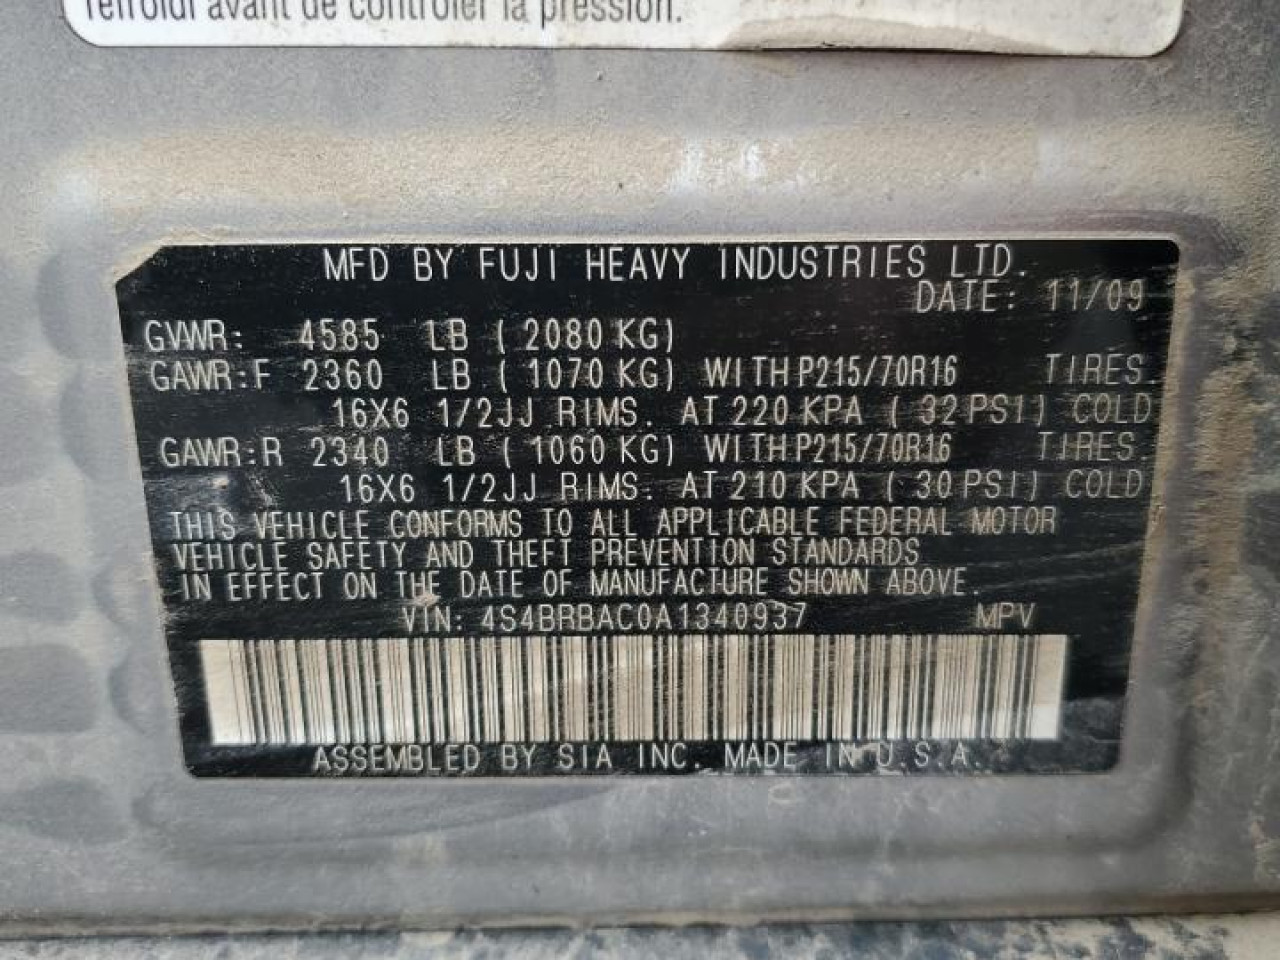 refroidi avant de contrôler la pression.
MFD BY FUJI HEAVY INDUSTRIES LTD.
DATE: 11/09
GVWR: 4585 LB ( 2080 KG)
GAWR:F 2360 LB ( 1070 KG) WITH P215/70R16 TIRES.
16X6 1/2JJ RIMS. AT 220 KPA ( 32 PSI) COLD
GAWR:R 2340 LB ( 1060 KG) WITH P215/70R16 TIRES.
16X6 1/2JJ RIMS. AT 210 KPA ( 30 PSI) COLD
THIS VEHICLE CONFORMS TO ALL APPLICABLE FEDERAL MOTOR
VEHICLE SAFETY AND THEFT PREVENTION STANDARDS
IN EFFECT ON THE DATE OF MANUFACTURE SHOWN ABOVE.
VIN: 4S4BRBAC0A1340937 MPV
ASSEMBLED BY SIA INC. MADE IN U.S.A.